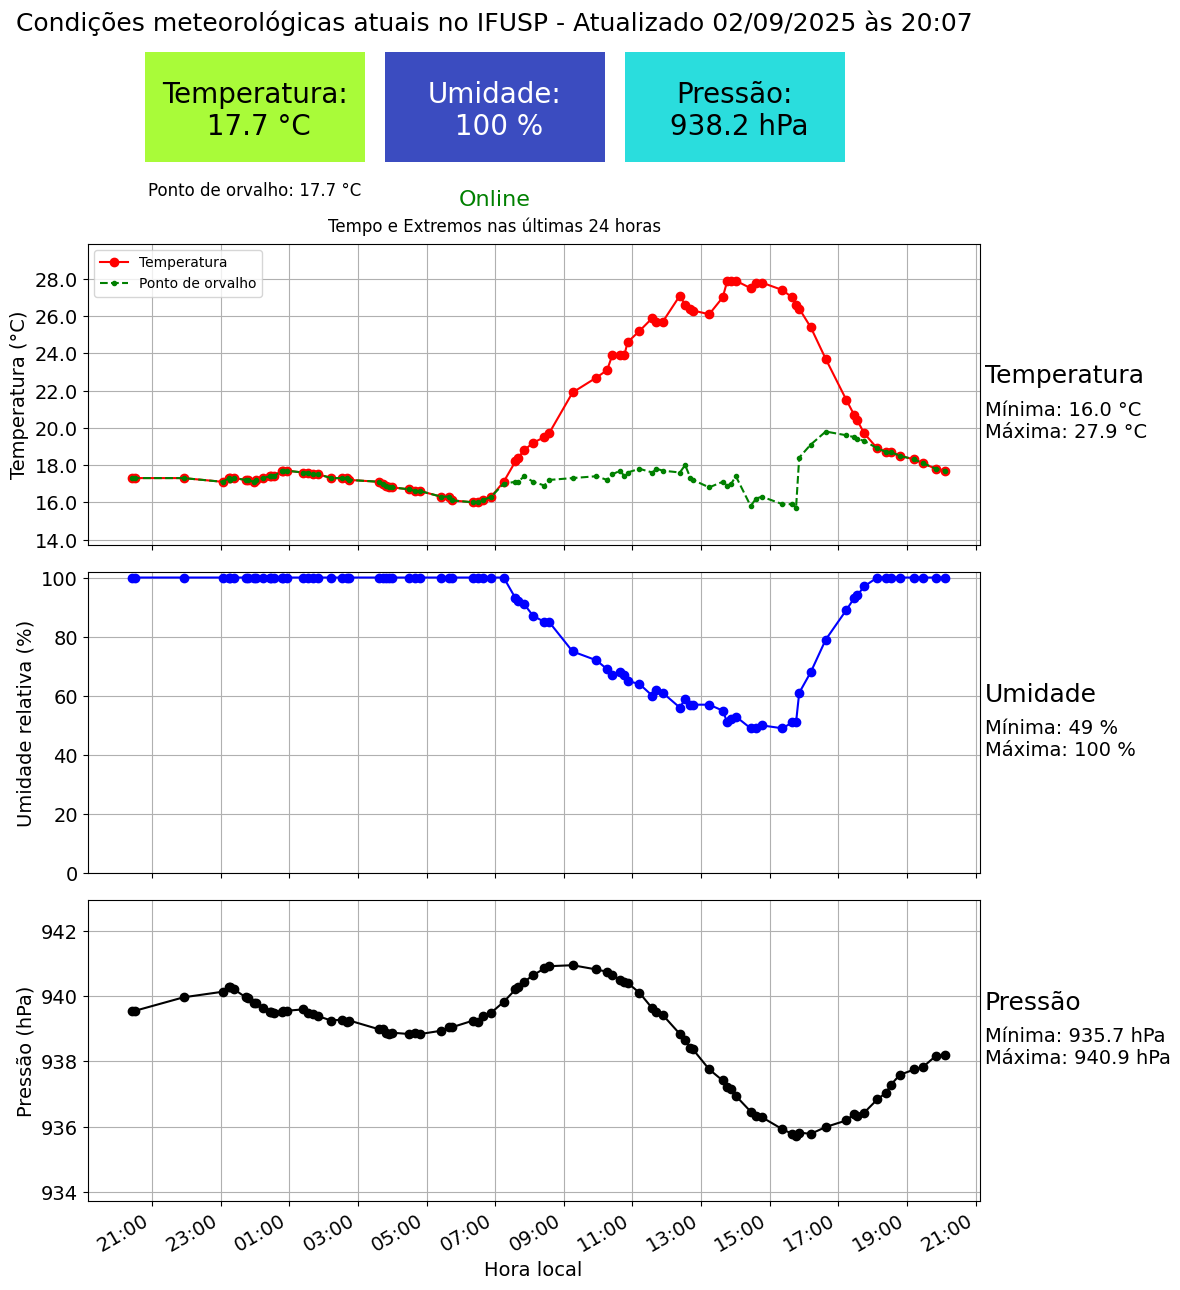 Condições meteorológicas atuais no IFUSP - Atualizado 02/09/2025 às 20:07
Temperatura:
17.7 °C
Umidade:
100 %
Pressão:
938.2 hPa
Ponto de orvalho: 17.7 °C
Online
Tempo e Extremos nas últimas 24 horas
Temperatura
Ponto de orvalho
Temperatura (°C)
28.0
26.0
24.0
22.0
20.0
18.0
16.0
14.0
Temperatura
Mínima: 16.0 °C
Máxima: 27.9 °C
Umidade relativa (%)
100
80
60
40
20
0
Umidade
Mínima: 49 %
Máxima: 100 %
Pressão (hPa)
942
940
938
936
934
Pressão
Mínima: 935.7 hPa
Máxima: 940.9 hPa
21:00 23:00 01:00 03:00 05:00 07:00 09:00 11:00 13:00 15:00 17:00 19:00 21:00
Hora local